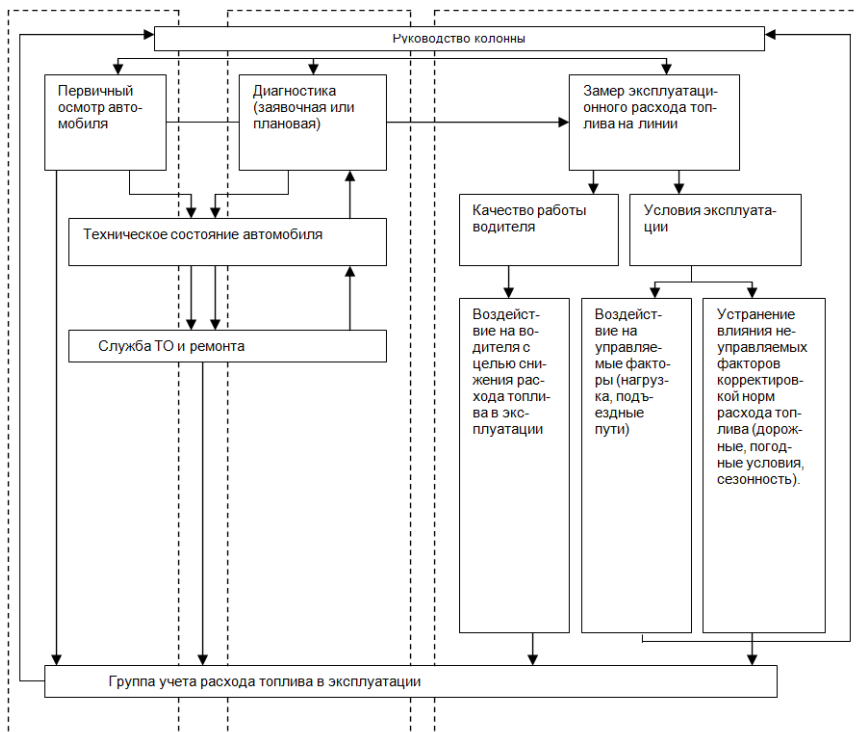 Руководство колонны
Первичный
осмотр авто-
мобиля
Диагностика
(заявочная или
плановая)
Замер эксплуатаци-
онного расхода топ-
лива на линии
Качество работы
водителя
Условия эксплуата-
ции
Техническое состояние автомобиля
Служба ТО и ремонта
Воздейст-
вие на во-
дителя с
целью сни-
жения рас-
хода топли-
ва в экс-
плуатации
Воздейст-
вие на
управляе-
мые факто-
ры (нагруз-
ка, подъ-
ездные
пути)
Устранение
влияния не-
управляемых
факторов
корректиров-
кой норм
расхода топ-
лива (дорож-
ные, погод-
ные условия,
сезонность).
Группа учета расхода топлива в эксплуатации